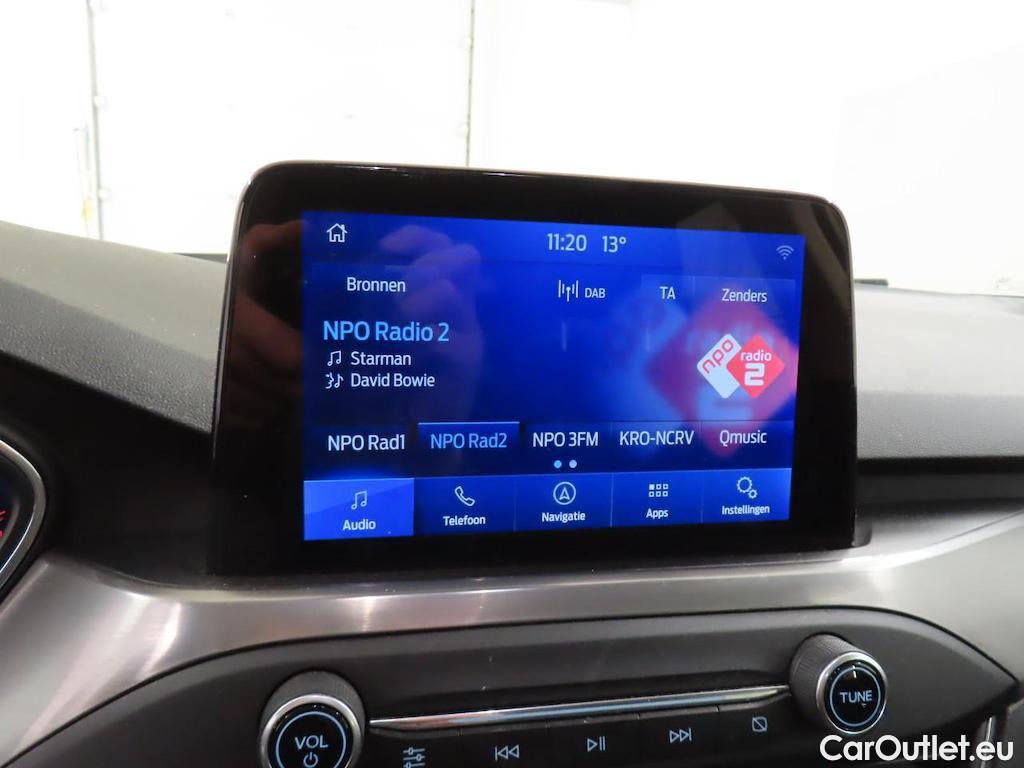 11:20 13°
Bronnen DAB TA Zenders
NPO Radio 2
Starman
David Bowie
npo radio 2
NPO Rad1 NPO Rad2 NPO 3FM KRO-NCRV Qmusic
Audio Telefoon Navigatie Apps Instellingen
VOL TUNE
CarOutlet.eu